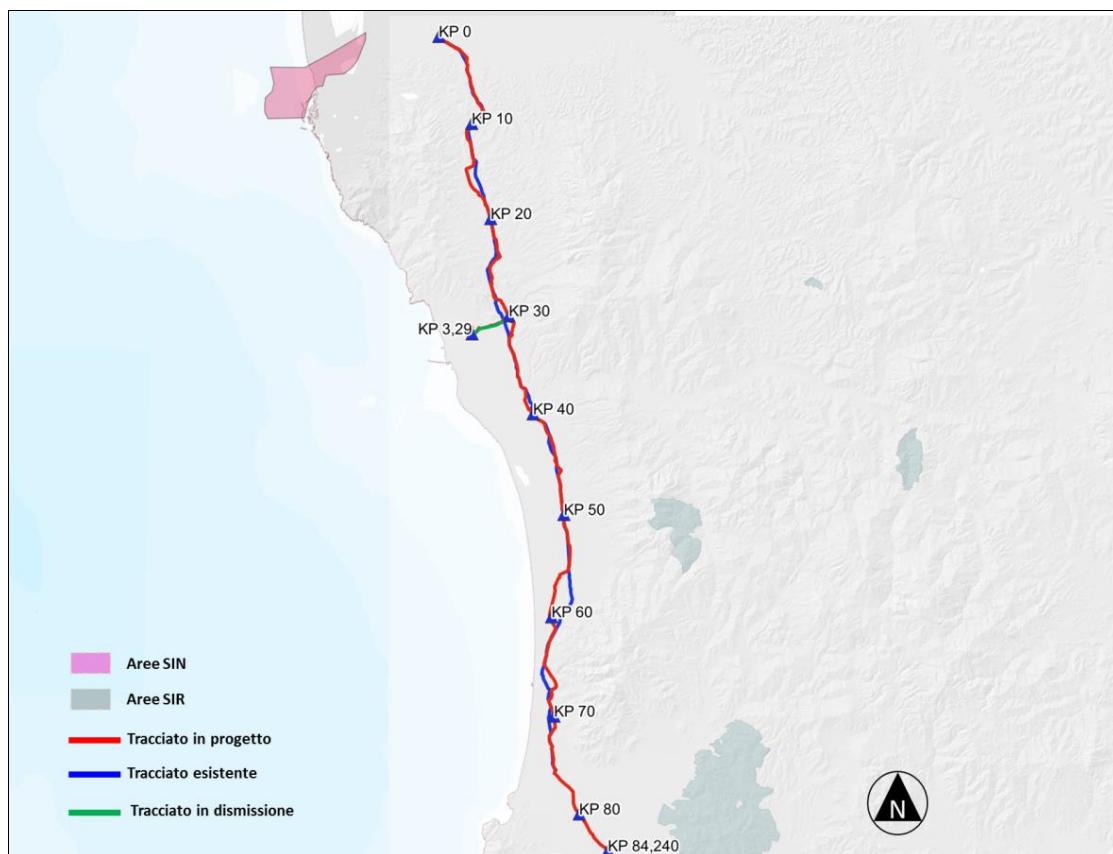 KP 0
KP 10
KP 20
KP 30
KP 3,29
KP 40
KP 50
KP 60
Aree SIN
Aree SIR
KP 70
Tracciato in progetto
Tracciato esistente
Tracciato in dismissione
N
KP 80
KP 84,240